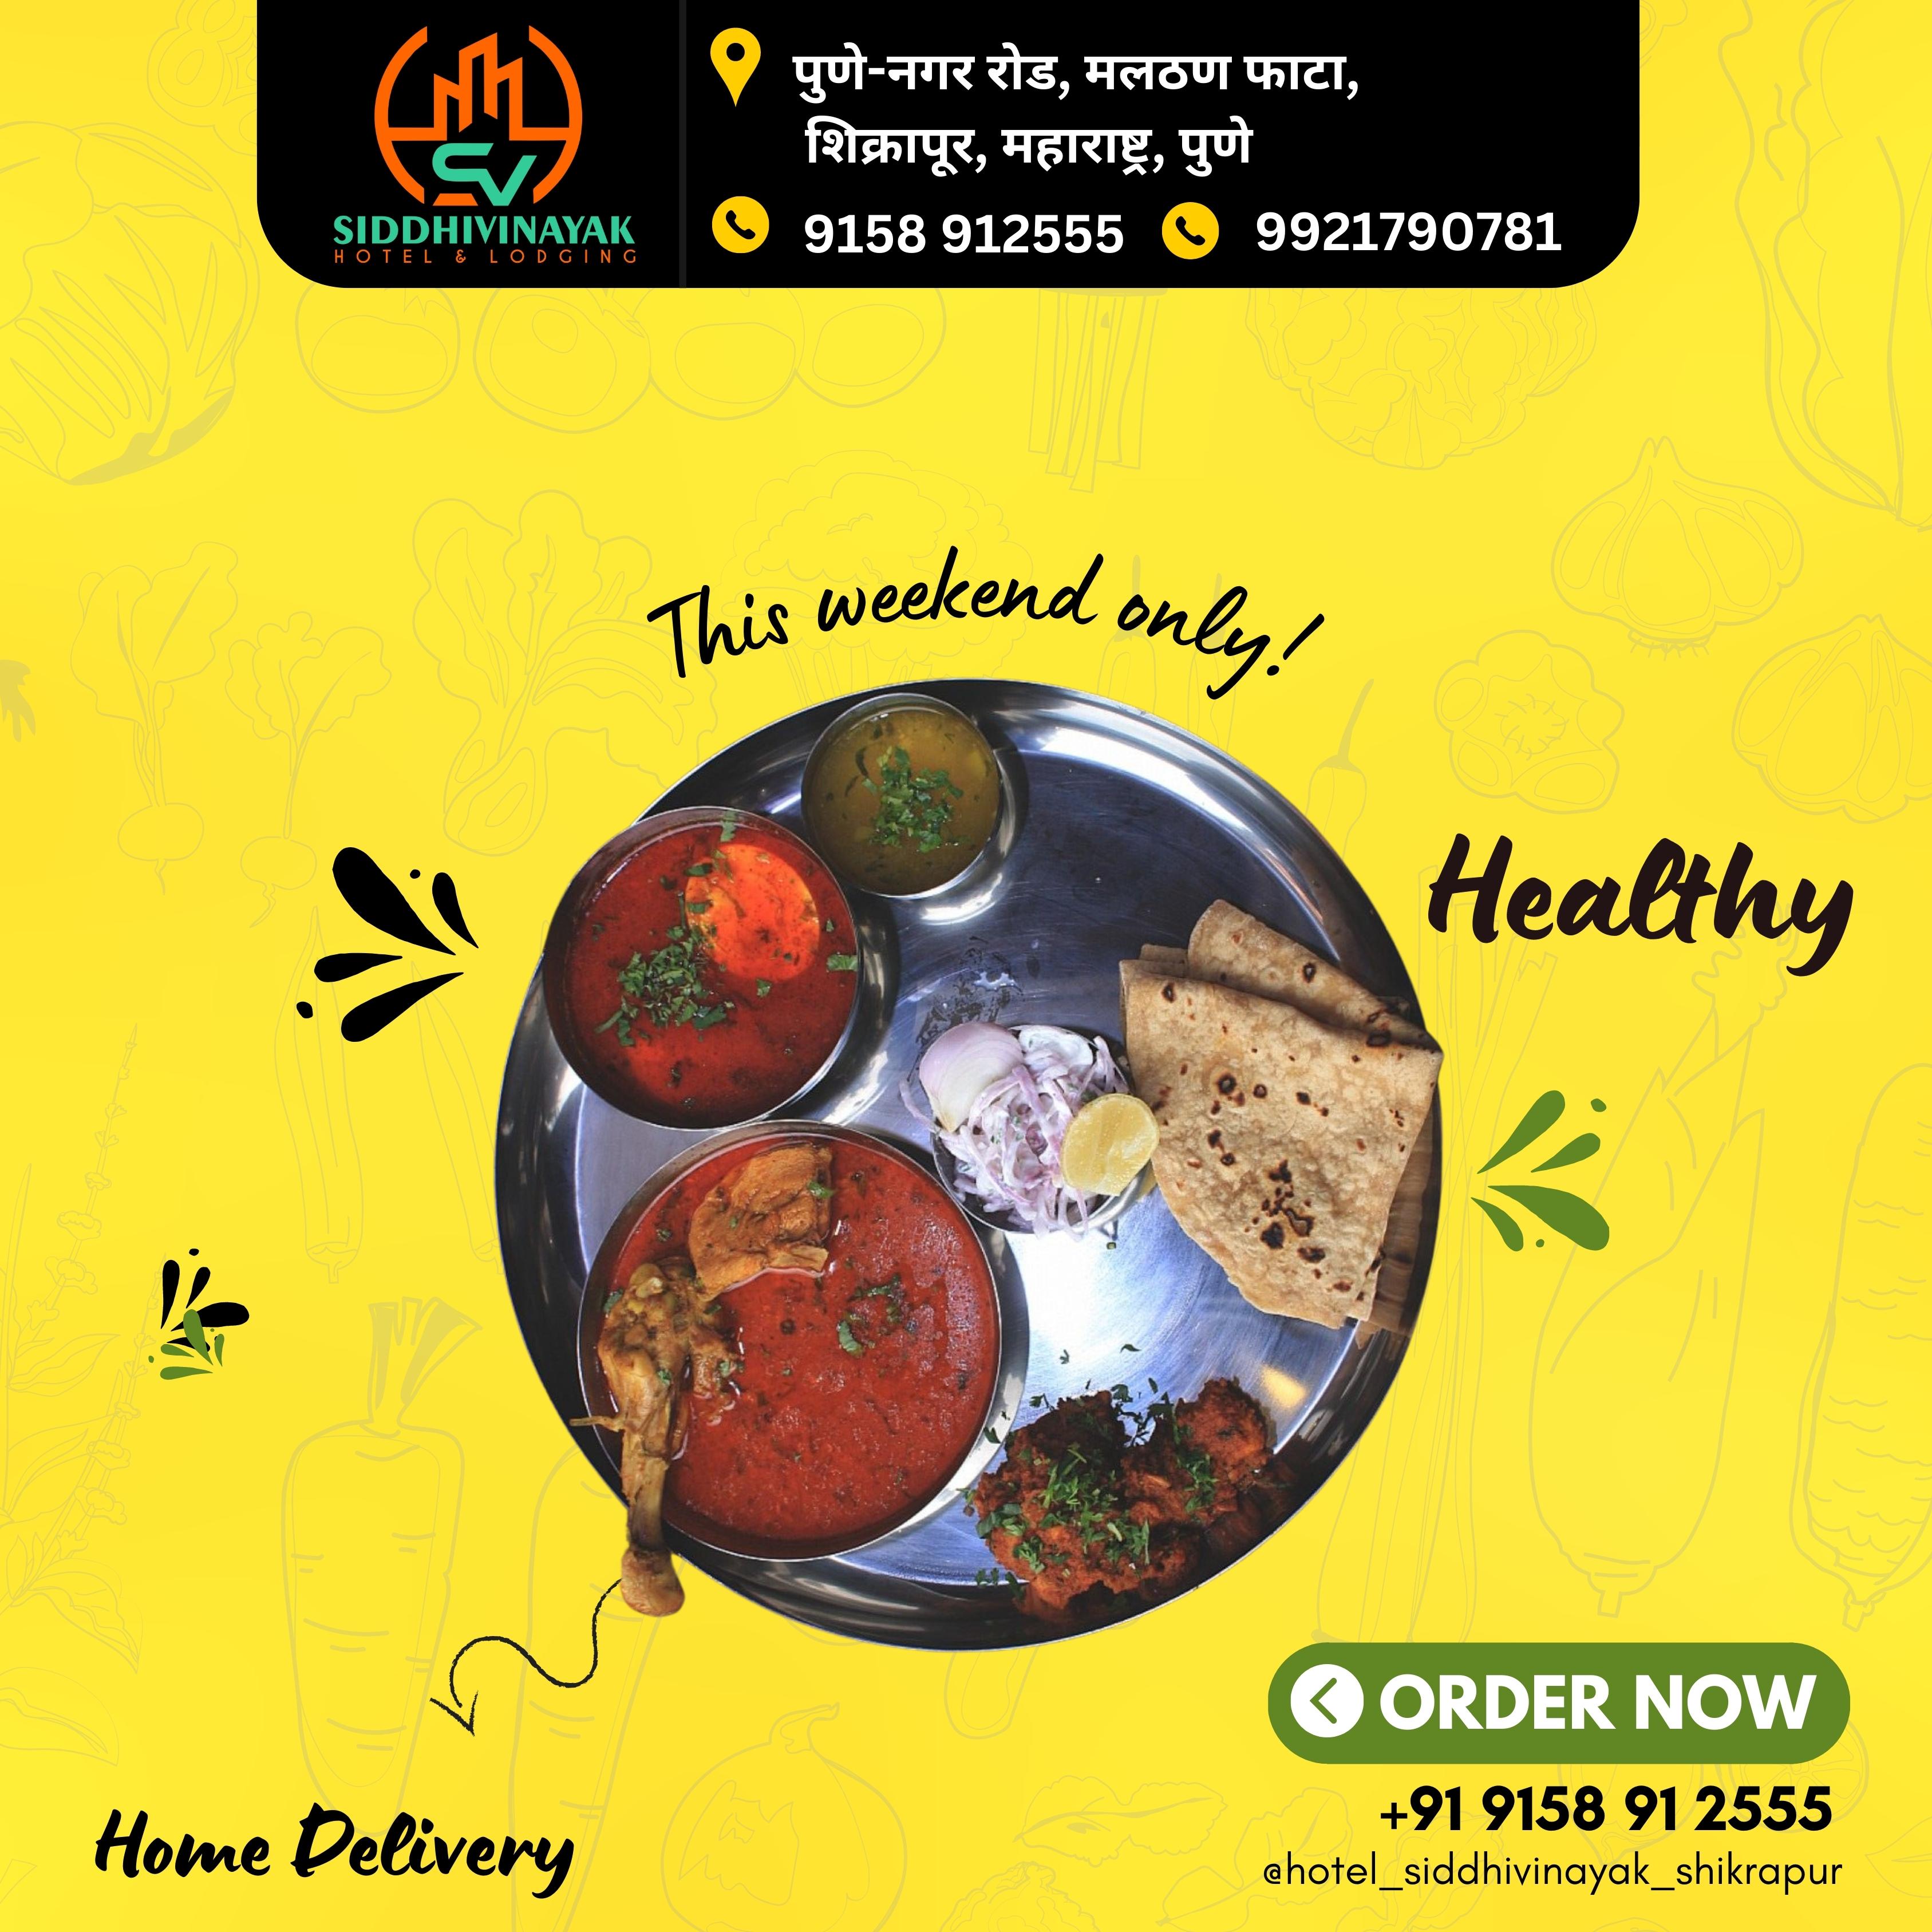 SV
SIDDHIVINAYAK
HOTEL & LODGING
पुणे-नगर रोड, मलठण फाटा,
शिक्रापूर, महाराष्ट्र, पुणे
9158 912555
9921790781
This weekend only!
Healthy
ORDER NOW
+91 9158 91 2555
@hotel_siddhivinayak_shikrapur
Home Delivery